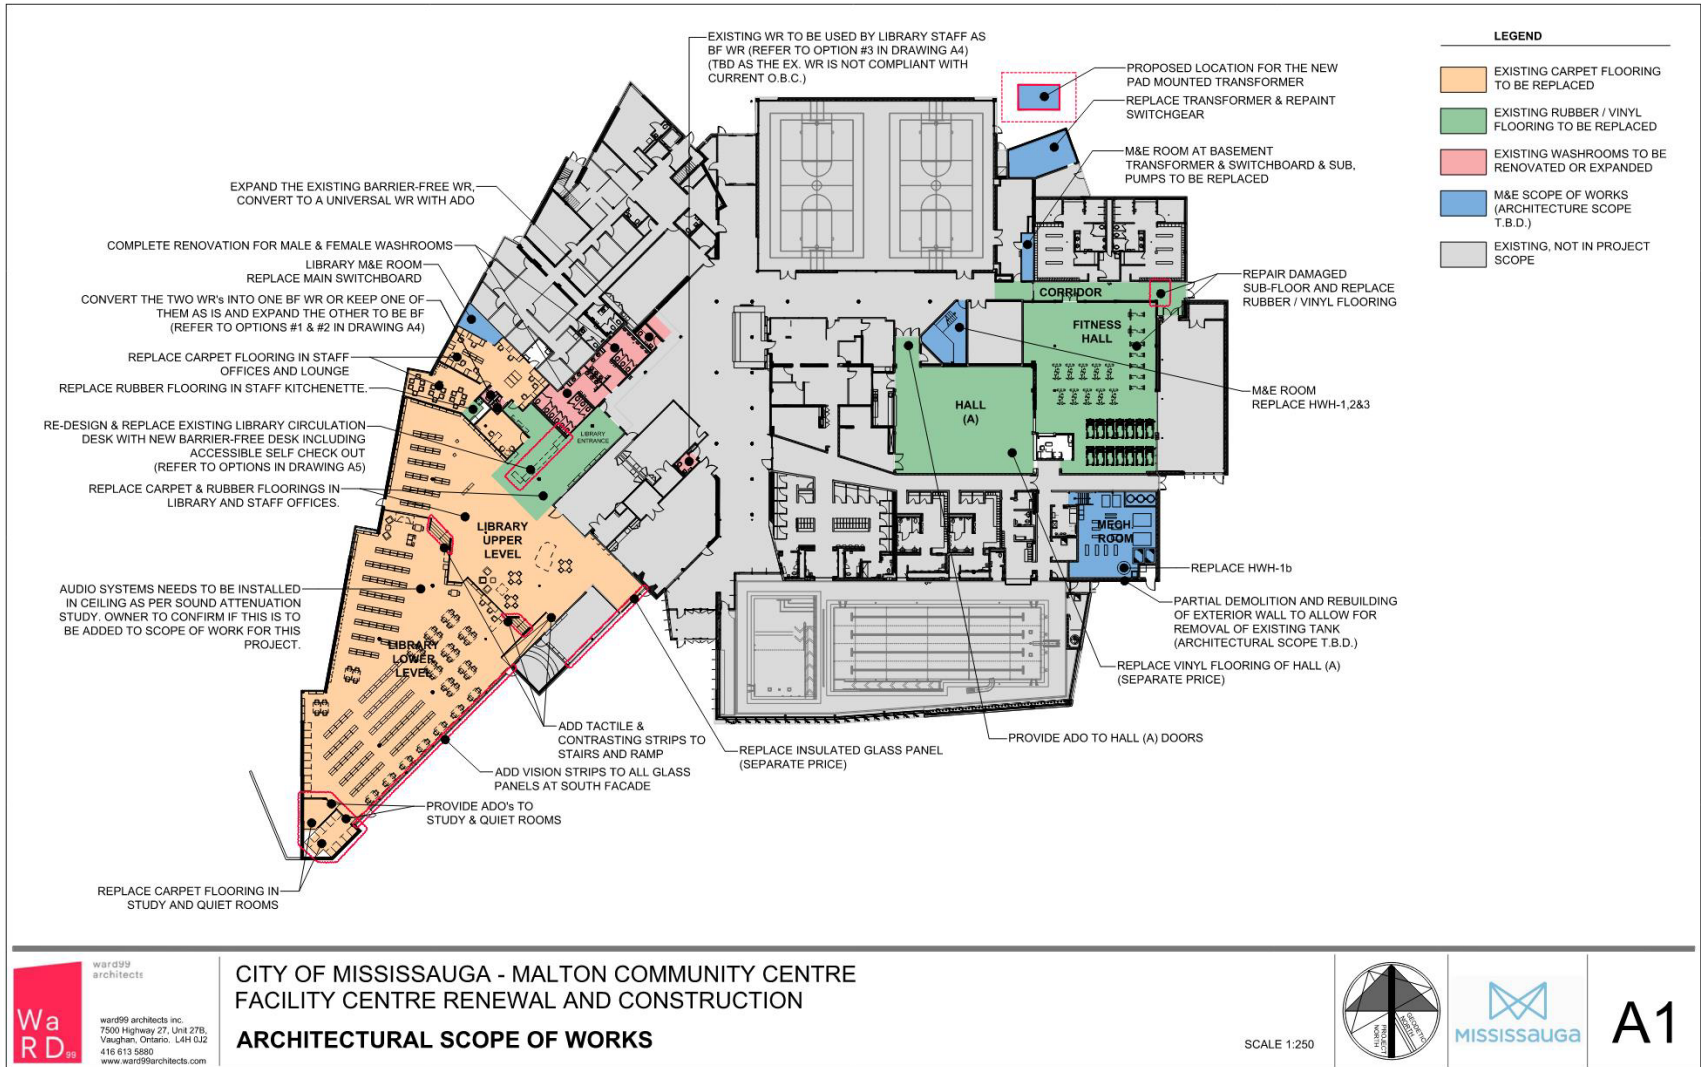 EXISTING WR TO BE USED BY LIBRARY STAFF AS
BF WR (REFER TO OPTION #3 IN DRAWING A4)
(TBD AS THE EX. WR IS NOT COMPLIANT WITH
CURRENT O.B.C.)
PROPOSED LOCATION FOR THE NEW
PAD MOUNTED TRANSFORMER
REPLACE TRANSFORMER & REPAINT
SWITCHGEAR
M&E ROOM AT BASEMENT
TRANSFORMER & SWITCHBOARD & SUB,
PUMPS TO BE REPLACED
LEGEND
EXISTING CARPET FLOORING
TO BE REPLACED
EXISTING RUBBER / VINYL
FLOORING TO BE REPLACED
EXISTING WASHROOMS TO BE
RENOVATED OR EXPANDED
M&E SCOPE OF WORKS
(ARCHITECTURE SCOPE
T.B.D.)
EXISTING, NOT IN PROJECT
SCOPE
EXPAND THE EXISTING BARRIER-FREE WR,
CONVERT TO A UNIVERSAL WR WITH ADO
COMPLETE RENOVATION FOR MALE & FEMALE WASHROOMS
LIBRARY M&E ROOM
REPLACE MAIN SWITCHBOARD
CONVERT THE TWO WR's INTO ONE BF WR OR KEEP ONE OF
THEM AS IS AND EXPAND THE OTHER TO BE BF
(REFER TO OPTIONS #1 & #2 IN DRAWING A4)
REPLACE CARPET FLOORING IN STAFF
OFFICES AND LOUNGE
REPLACE RUBBER FLOORING IN STAFF KITCHENETTE.
RE-DESIGN & REPLACE EXISTING LIBRARY CIRCULATION
DESK WITH NEW BARRIER-FREE DESK INCLUDING
ACCESSIBLE SELF CHECK OUT
(REFER TO OPTIONS IN DRAWING A5)
REPLACE CARPET & RUBBER FLOORINGS IN
LIBRARY AND STAFF OFFICES.
AUDIO SYSTEMS NEEDS TO BE INSTALLED
IN CEILING AS PER SOUND ATTENUATION
STUDY. OWNER TO CONFIRM IF THIS IS TO
BE ADDED TO SCOPE OF WORK FOR THIS
PROJECT.
REPAIR DAMAGED
SUB-FLOOR AND REPLACE
RUBBER / VINYL FLOORING
CORRIDOR
FITNESS
HALL
M&E ROOM
REPLACE HWH-1,2&3
HALL
(A)
LIBRARY
ENTRANCE
LIBRARY
UPPER
LEVEL
LIBRARY
LOWER
LEVEL
MECH.
ROOM
REPLACE HWH-1b
PARTIAL DEMOLITION AND REBUILDING
OF EXTERIOR WALL TO ALLOW FOR
REMOVAL OF EXISTING TANK
(ARCHITECTURAL SCOPE T.B.D.)
REPLACE VINYL FLOORING OF HALL (A)
(SEPARATE PRICE)
PROVIDE ADO TO HALL (A) DOORS
ADD TACTILE &
CONTRASTING STRIPS TO
STAIRS AND RAMP
REPLACE INSULATED GLASS PANEL
(SEPARATE PRICE)
ADD VISION STRIPS TO ALL GLASS
PANELS AT SOUTH FACADE
PROVIDE ADO's TO
STUDY & QUIET ROOMS
REPLACE CARPET FLOORING IN
STUDY AND QUIET ROOMS
WaRD99
ward99
architects
ward99 architects inc.
7500 Highway 27, Unit 27B,
Vaughan, Ontario. L4H 0J2
416 613 5880
www.ward99architects.com
CITY OF MISSISSAUGA - MALTON COMMUNITY CENTRE
FACILITY CENTRE RENEWAL AND CONSTRUCTION
ARCHITECTURAL SCOPE OF WORKS
SCALE 1:250
PROJECT NORTH
GEODETIC NORTH
MISSISSAUGA
A1